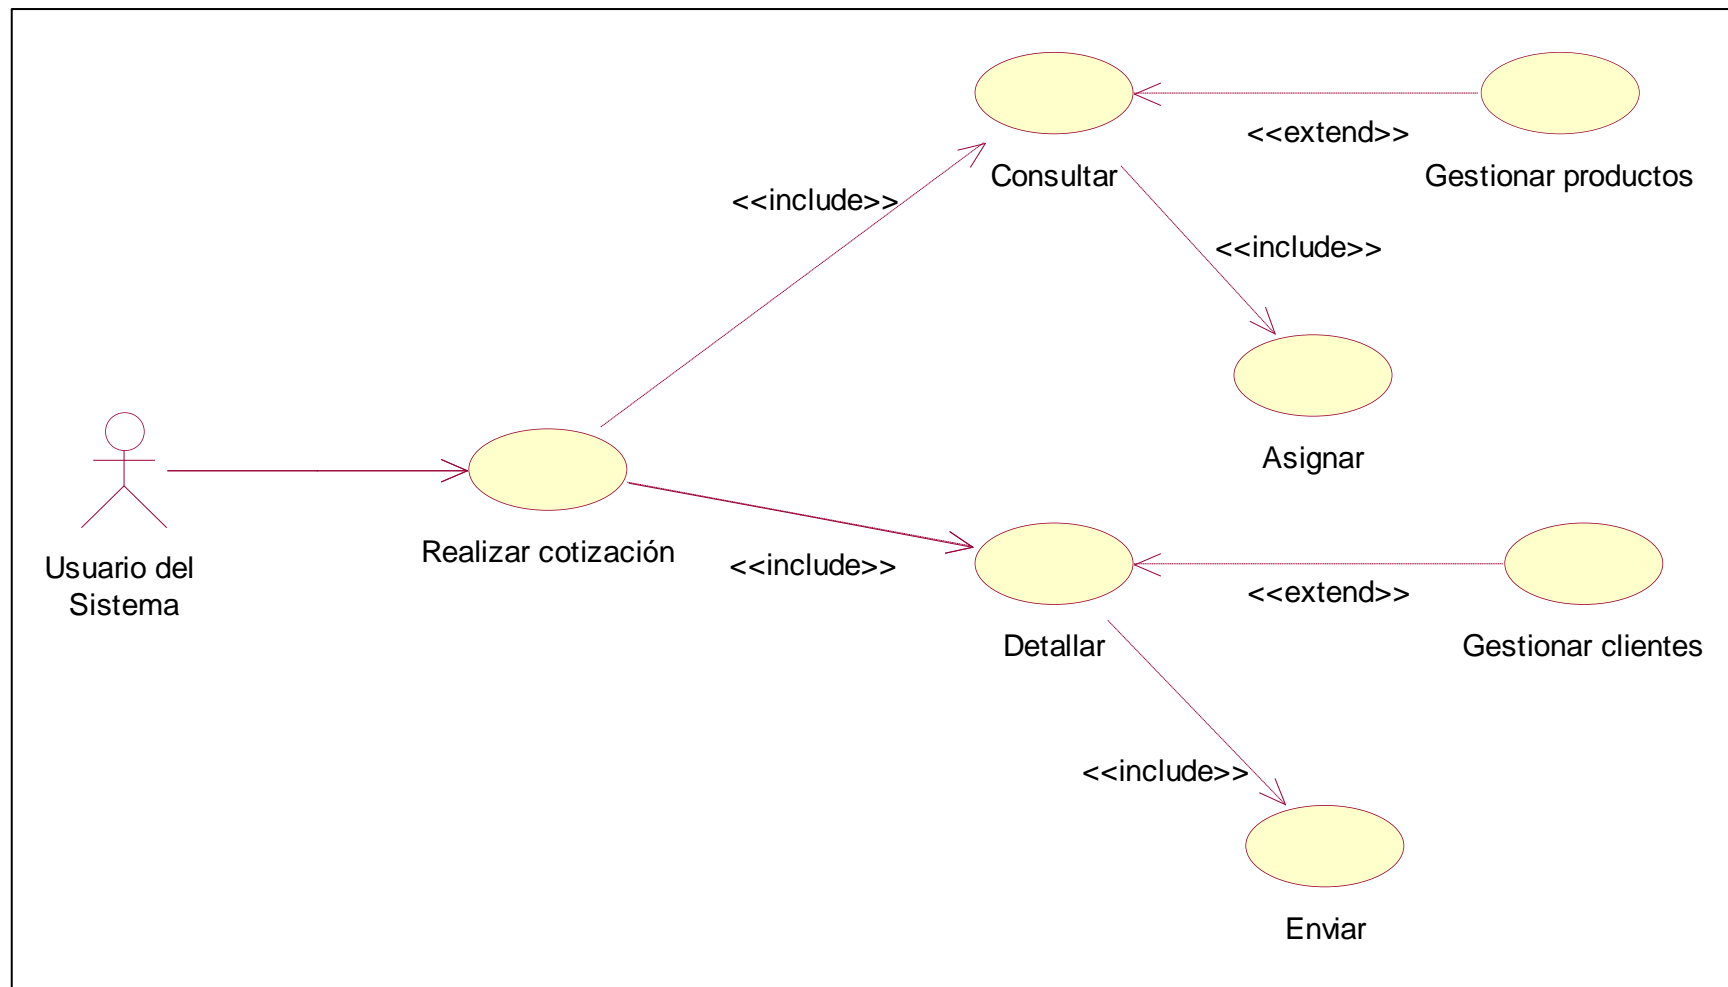 <<extend>>
Consultar
Gestionar productos
<<include>>
<<include>>
Asignar
Realizar cotización
Usuario del
Sistema
<<include>>
<<extend>>
Detallar
Gestionar clientes
<<include>>
Enviar